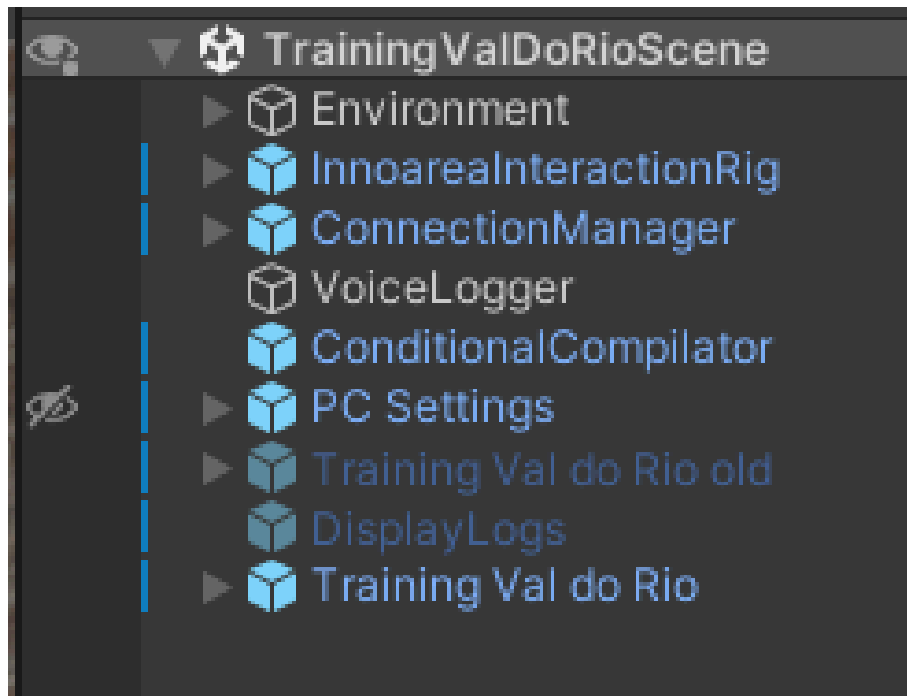 TrainingValDoRioScene
Environment
InnoareaInteractionRig
ConnectionManager
VoiceLogger
ConditionalCompilator
PC Settings
Training Val do Rio old
DisplayLogs
Training Val do Rio